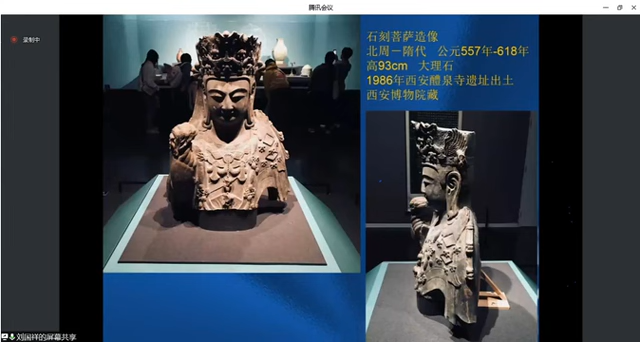 腾讯会议
录制中
石刻菩萨造像
北周－隋代 公元557年-618年
高93cm 大理石
1986年西安醴泉寺遗址出土
西安博物院藏
刘国祥的屏幕共享